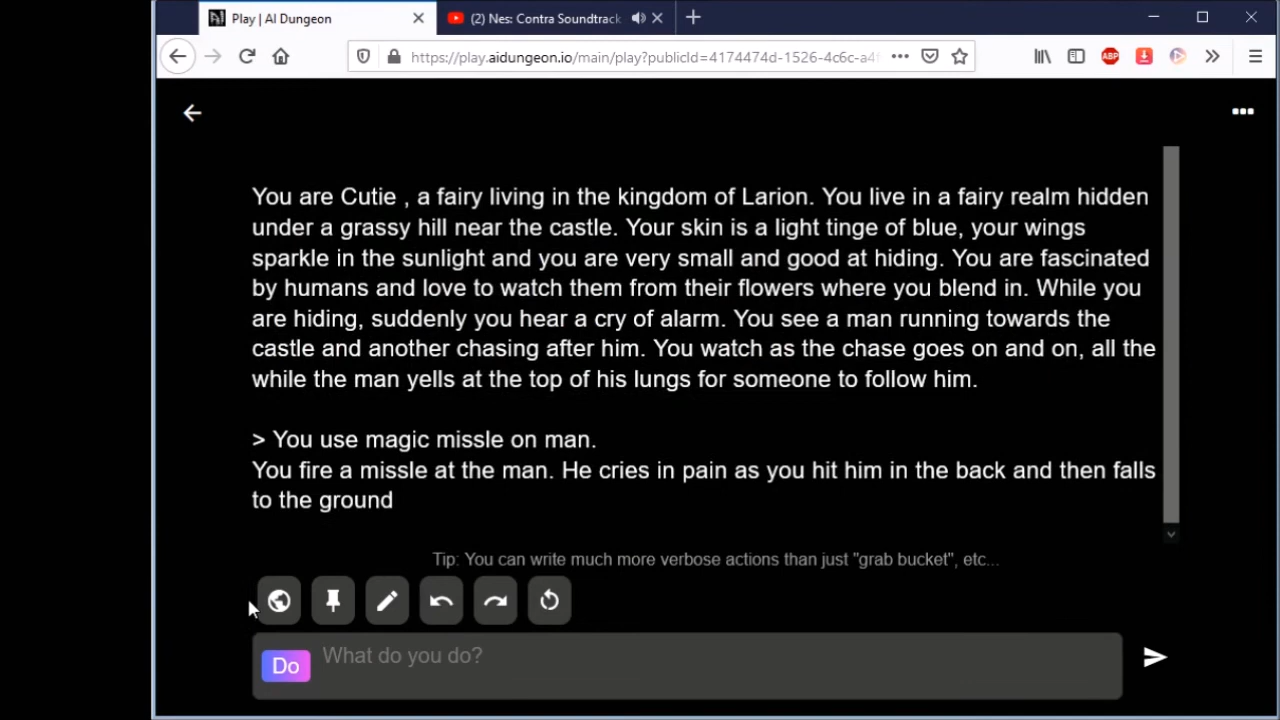 Play | AI Dungeon
(2) Nes: Contra Soundtrack
https://play.aidungeon.io/main/play?publicId=4174474d-1526-4c6c-a4f
ABP
You are Cutie , a fairy living in the kingdom of Larion. You live in a fairy realm hidden
under a grassy hill near the castle. Your skin is a light tinge of blue, your wings
sparkle in the sunlight and you are very small and good at hiding. You are fascinated
by humans and love to watch them from their flowers where you blend in. While you
are hiding, suddenly you hear a cry of alarm. You see a man running towards the
castle and another chasing after him. You watch as the chase goes on and on, all the
while the man yells at the top of his lungs for someone to follow him.
> You use magic missle on man.
You fire a missle at the man. He cries in pain as you hit him in the back and then falls
to the ground
Tip: You can write much more verbose actions than just "grab bucket", etc...
Do What do you do?